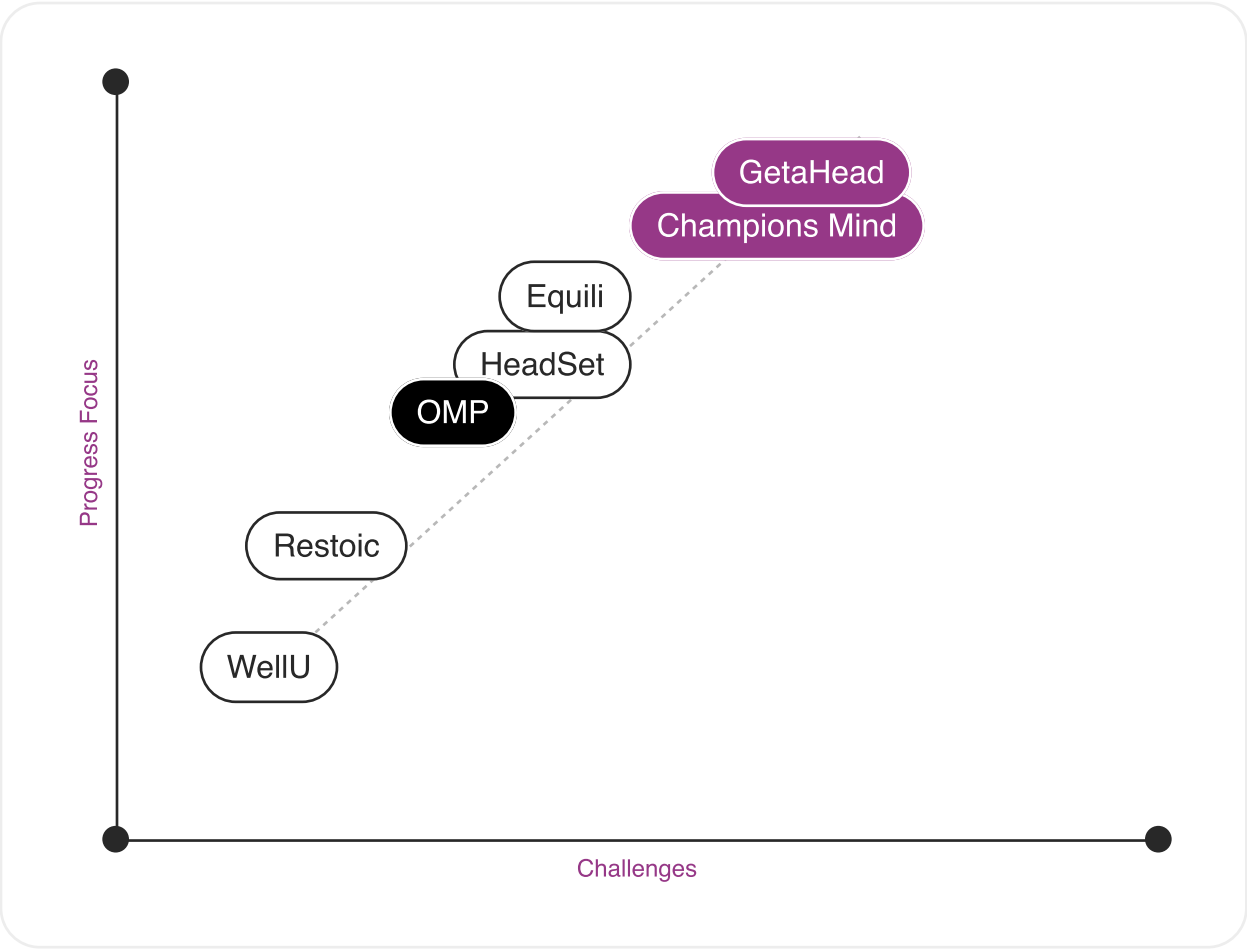 GetaHead
Champions Mind
Equili
HeadSet
OMP
Progress Focus
Restoic
WellU
Challenges